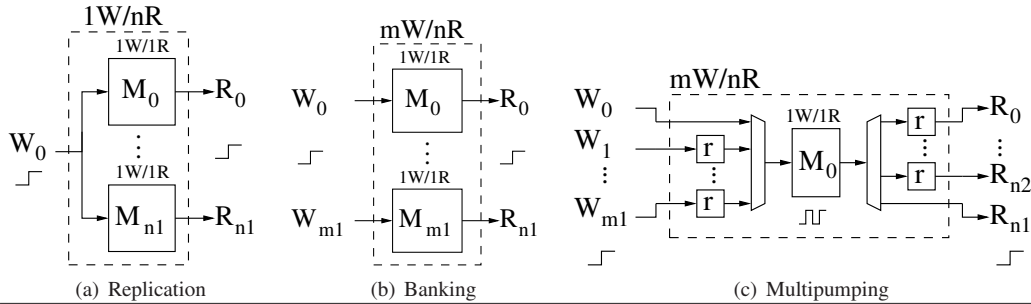 1W/nR
1W/1R
M0
R0
W0
⋮
1W/1R
Mn1
Rn1
(a) Replication
mW/nR
1W/1R
W0
M0
R0
⋮
1W/1R
Wm1
Mm1
Rn1
(b) Banking
mW/nR
W0
W1
⋮
Wm1
r
⋮
r
1W/1R
M0
r
⋮
r
R0
⋮
Rn2
Rn1
(c) Multipumping